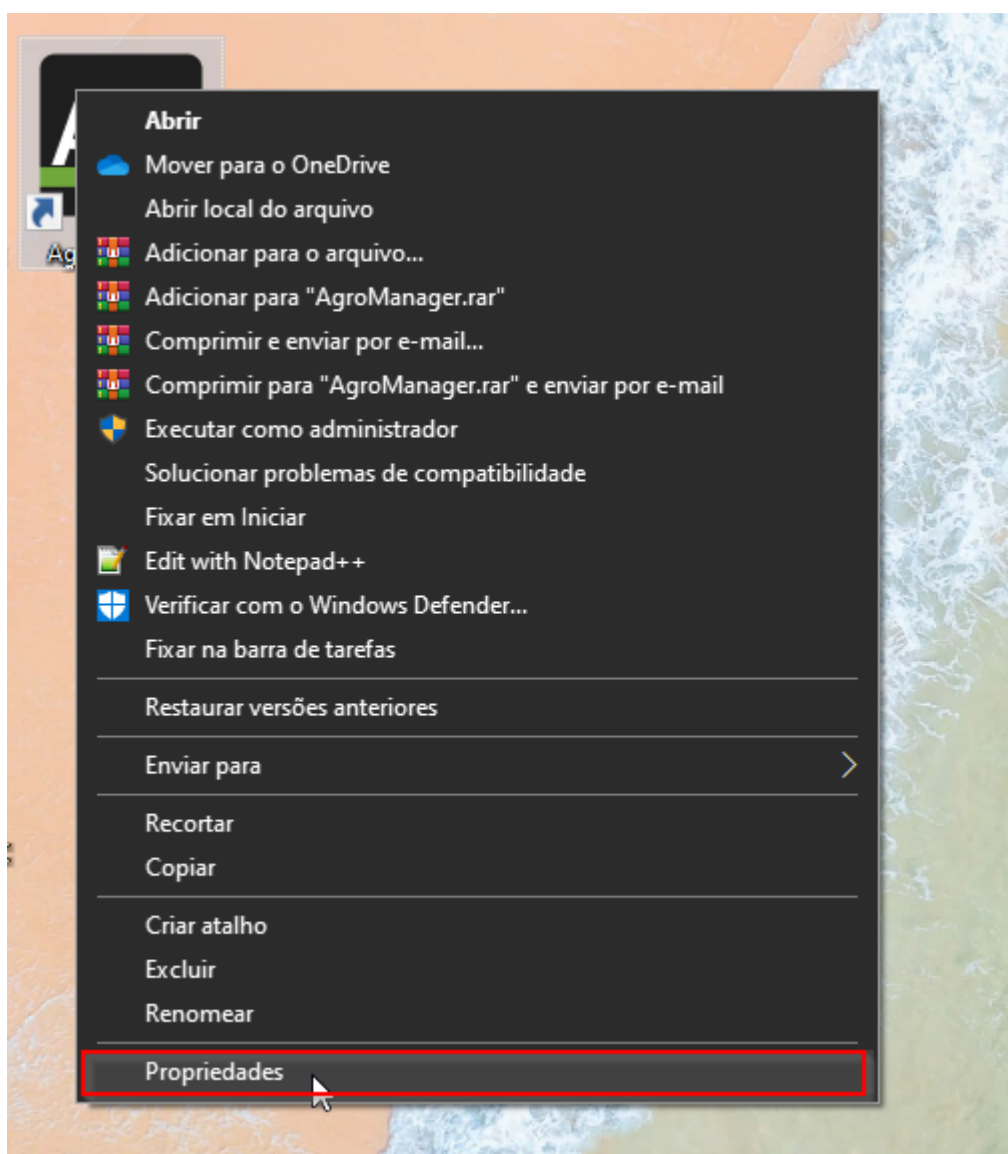 Abrir
Mover para o OneDrive
Abrir local do arquivo
Adicionar para o arquivo...
Adicionar para "AgroManager.rar"
Comprimir e enviar por e-mail...
Comprimir para "AgroManager.rar" e enviar por e-mail
Executar como administrador
Solucionar problemas de compatibilidade
Fixar em Iniciar
Edit with Notepad++
Verificar com o Windows Defender...
Fixar na barra de tarefas
Restaurar versões anteriores
Enviar para
Recortar
Copiar
Criar atalho
Excluir
Renomear
Propriedades